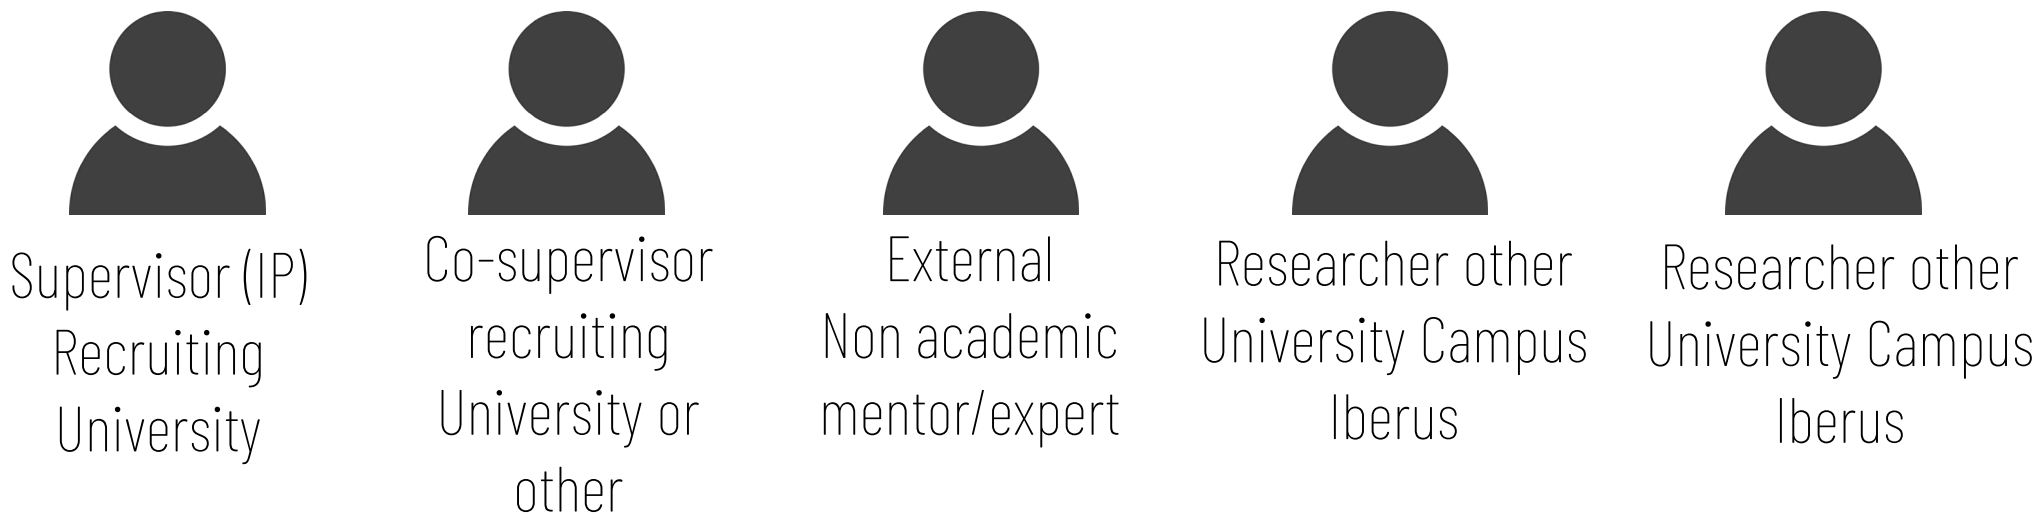 Supervisor (IP)
Recruiting
University
Co-supervisor
recruiting
University or
other
External
Non academic
mentor/expert
Researcher other
University Campus
Iberus
Researcher other
University Campus
Iberus